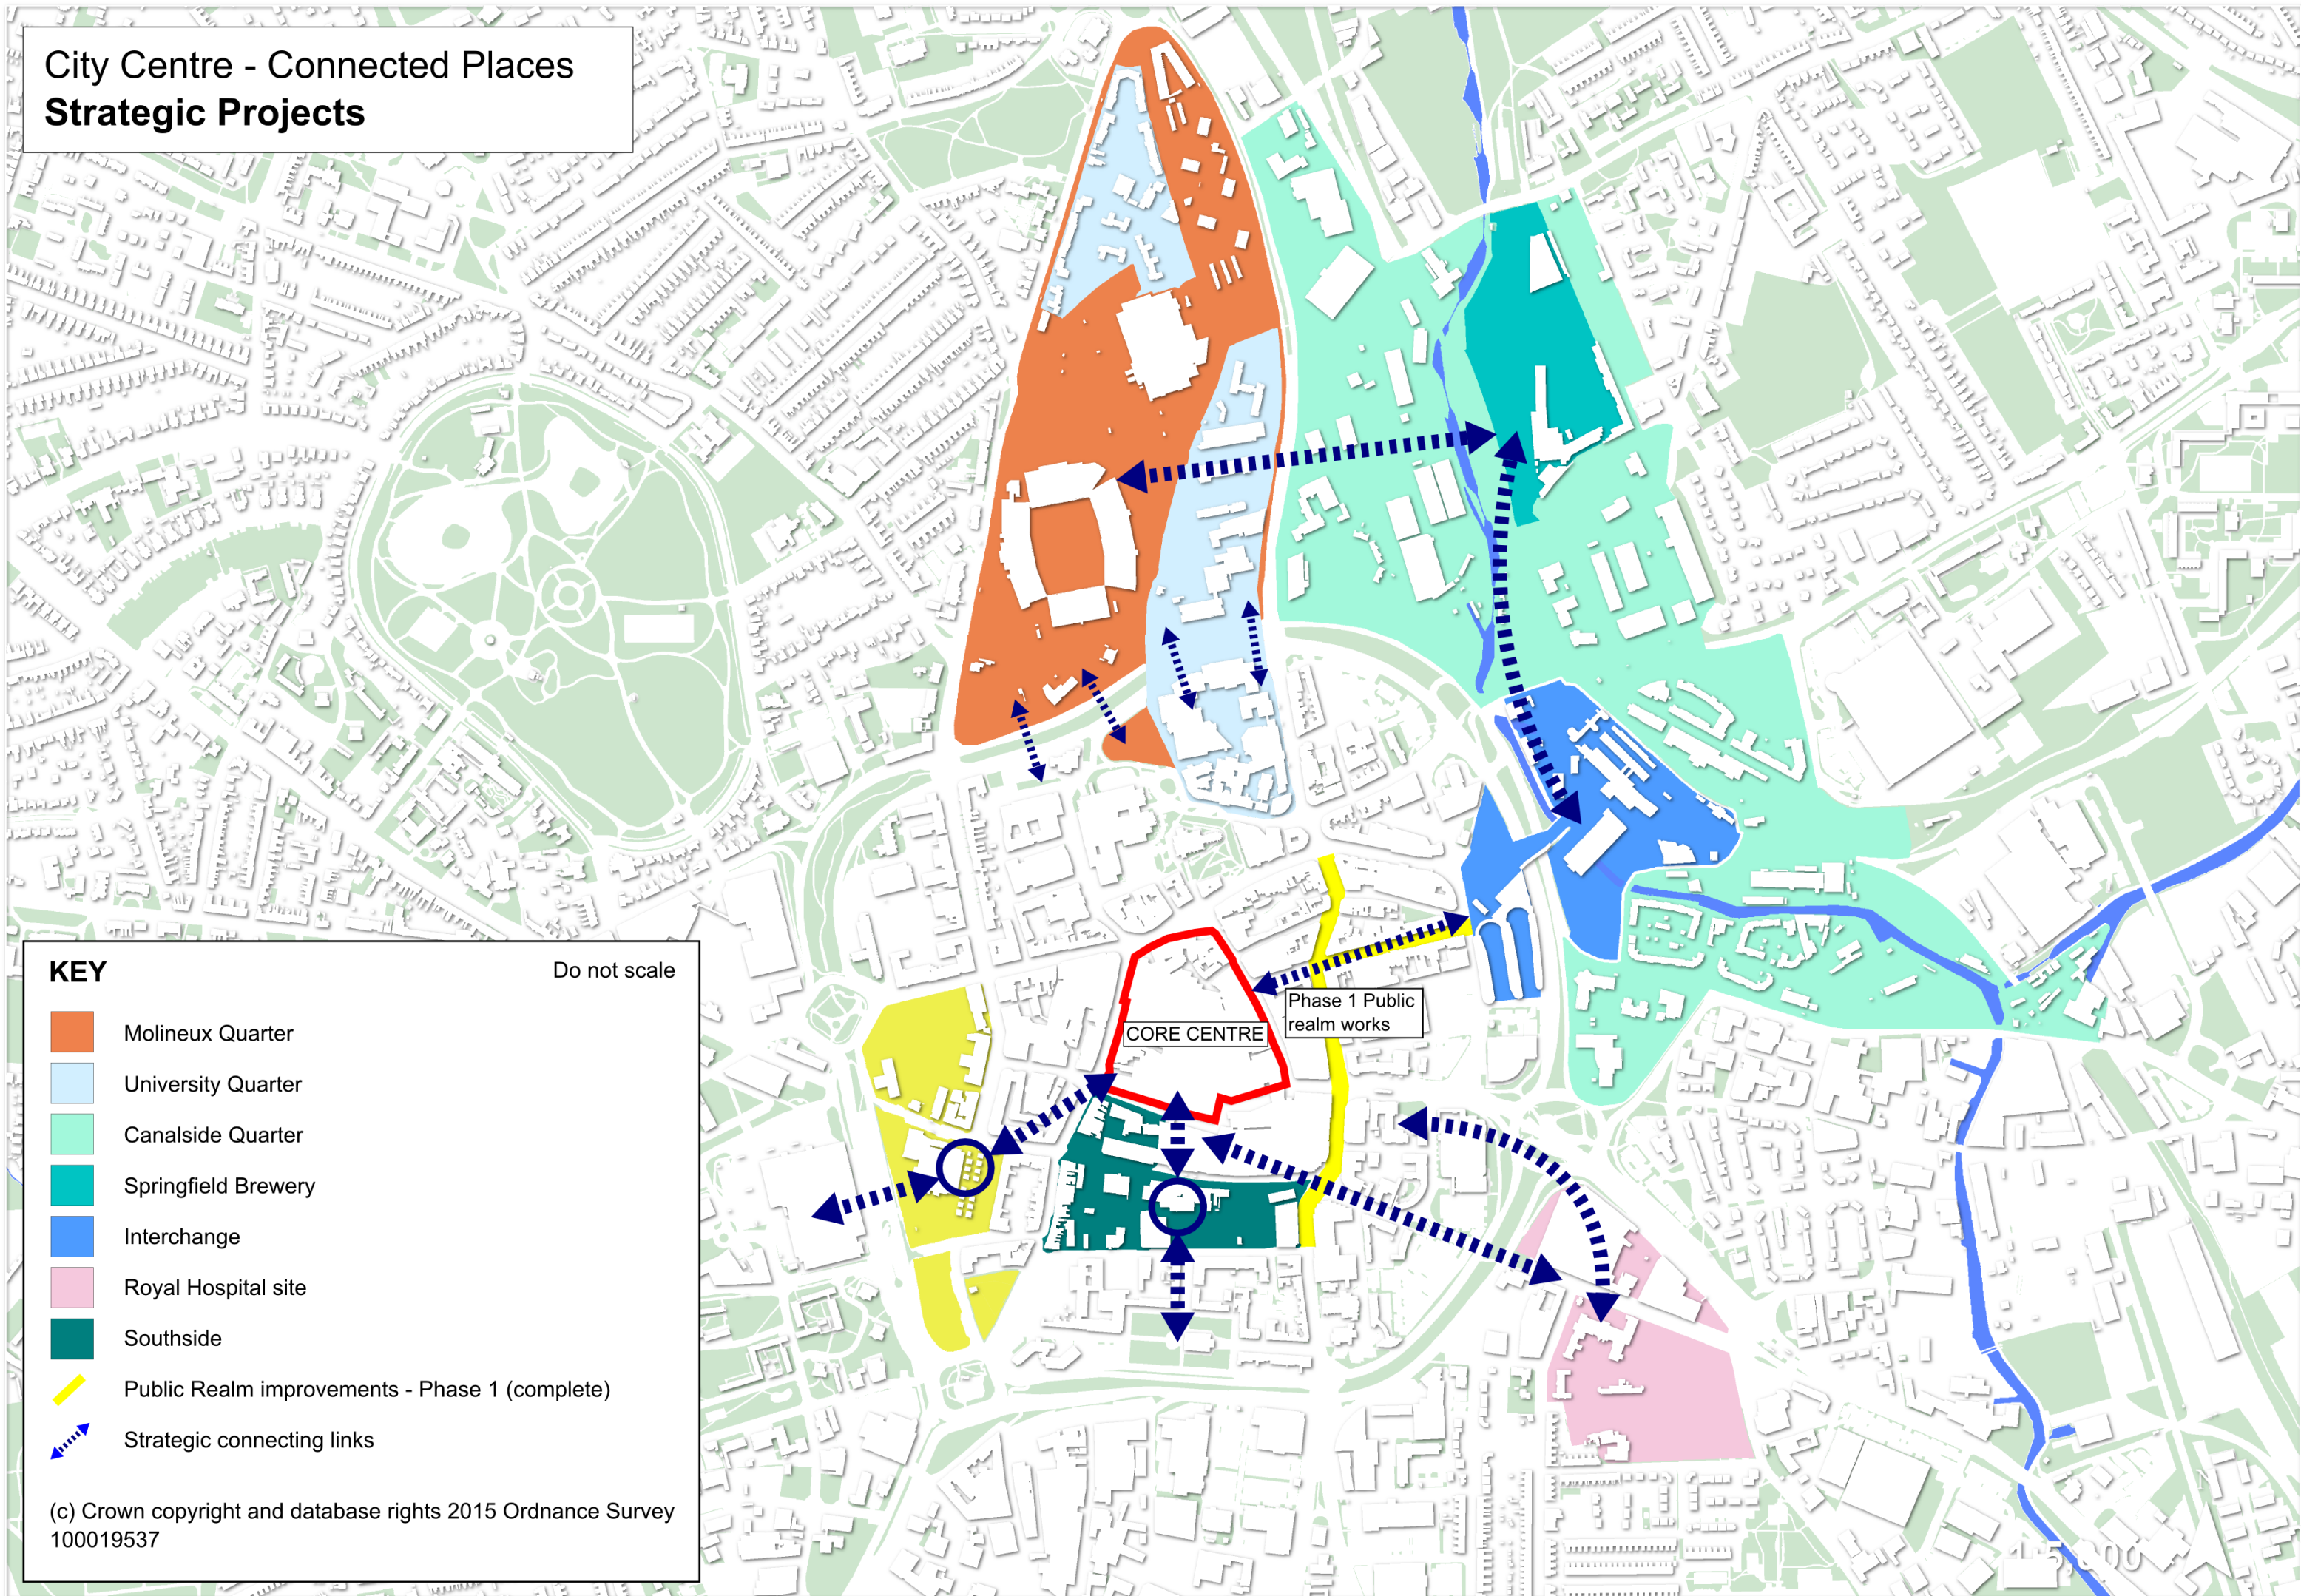 City Centre - Connected Places
Strategic Projects
CORE CENTRE
Phase 1 Public
realm works
KEY
Do not scale
Molineux Quarter
University Quarter
Canalside Quarter
Springfield Brewery
Interchange
Royal Hospital site
Southside
Public Realm improvements - Phase 1 (complete)
Strategic connecting links
(c) Crown copyright and database rights 2015 Ordnance Survey
100019537